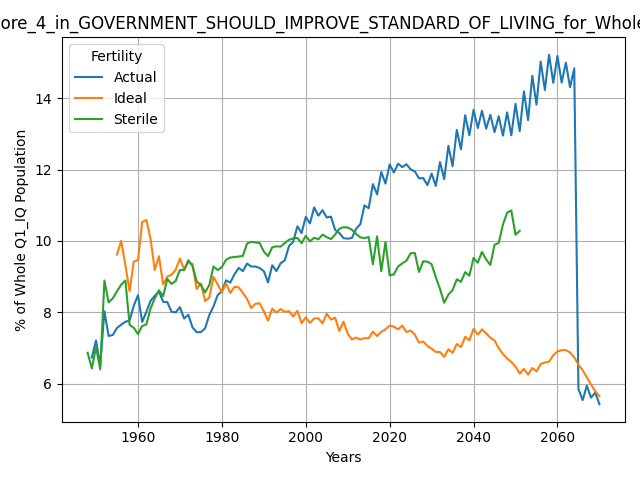 ore_4_in_GOVERNMENT_SHOULD_IMPROVE_STANDARD_OF_LIVING_for_Whole
Fertility
Actual
Ideal
Sterile
% of Whole Q1_IQ Population
14
12
10
8
6
1960
1980
2000
2020
2040
2060
Years